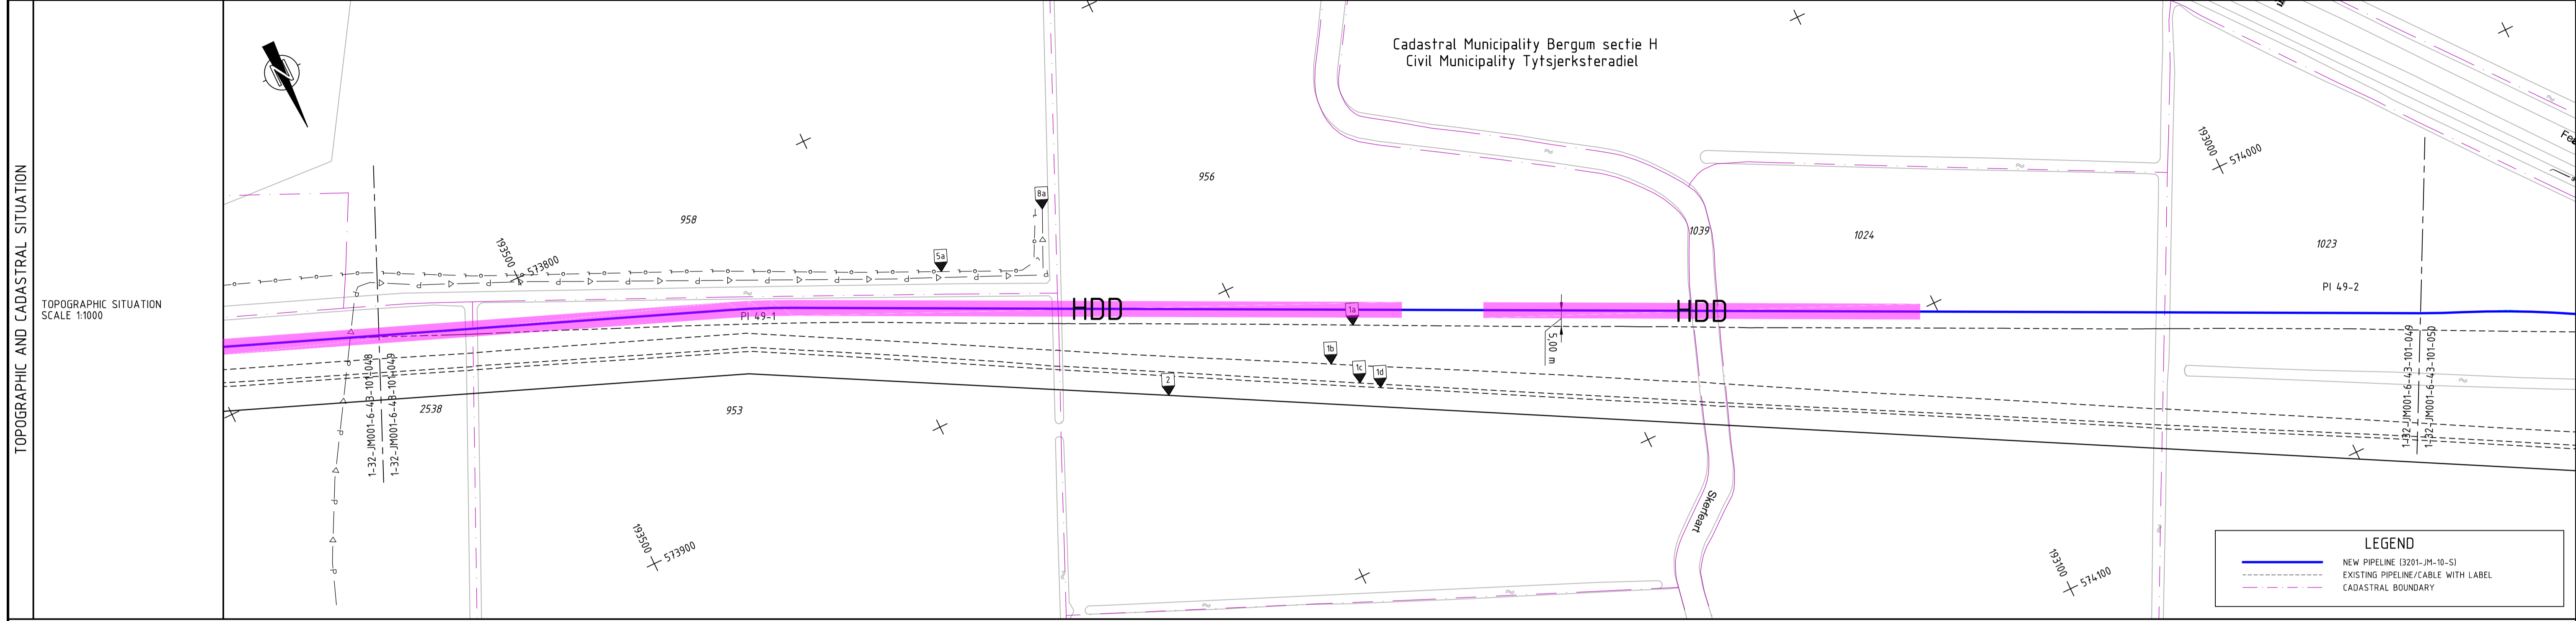 TOPOGRAPHIC AND CADASTRAL SITUATION
TOPOGRAPHIC SITUATION
SCALE 1:1000
Cadastral Municipality Bergum sectie H
Civil Municipality Tytsjerksteradiel
N
958
956
1039
1024
1023
2538
953
193500
573800
193500
573900
193000
574000
193100
574100
8a
5a
1a
1b
1c
1d
2
HDD
HDD
PI 49-1
PI 49-2
5,00 m
1-32-JM001-6-43-101-048
1-32-JM001-6-43-101-049
1-32-JM001-6-43-101-049
1-32-JM001-6-43-101-050
Skerfeart
LEGEND
NEW PIPELINE (3201-JM-10-S)
EXISTING PIPELINE/CABLE WITH LABEL
CADASTRAL BOUNDARY